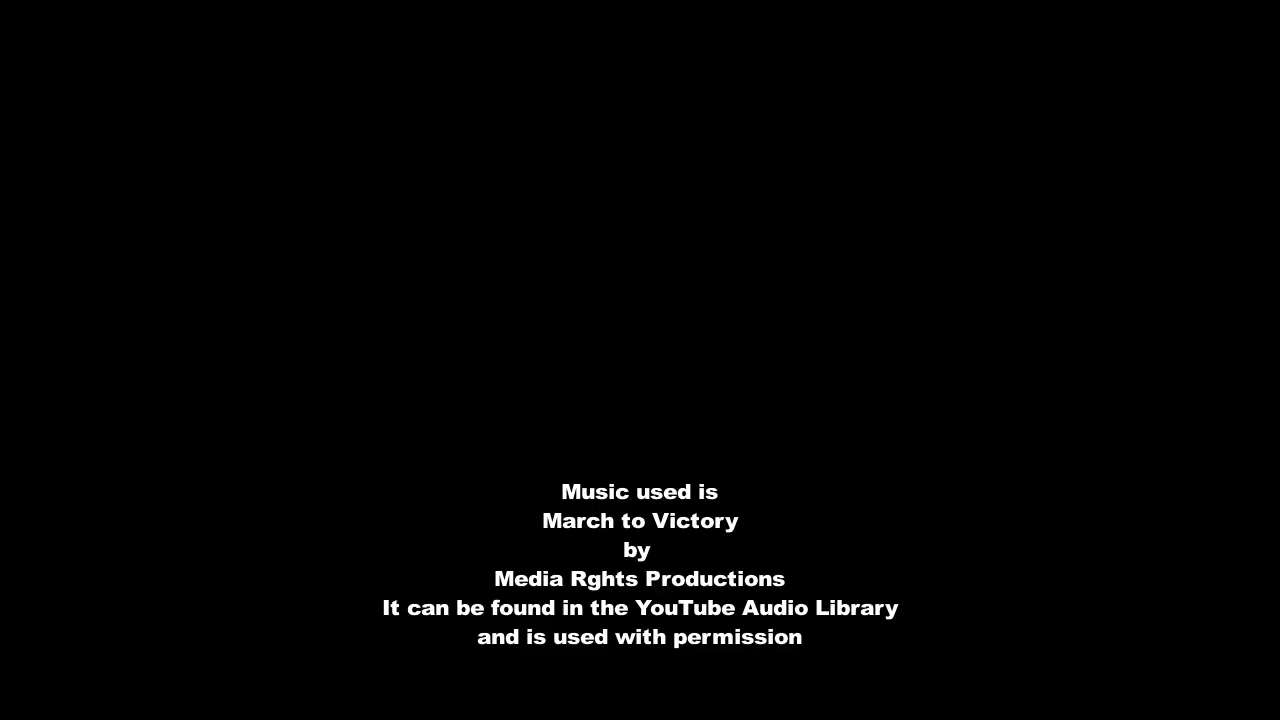 Music used is
March to Victory
by
Media Rghts Productions
It can be found in the YouTube Audio Library
and is used with permission